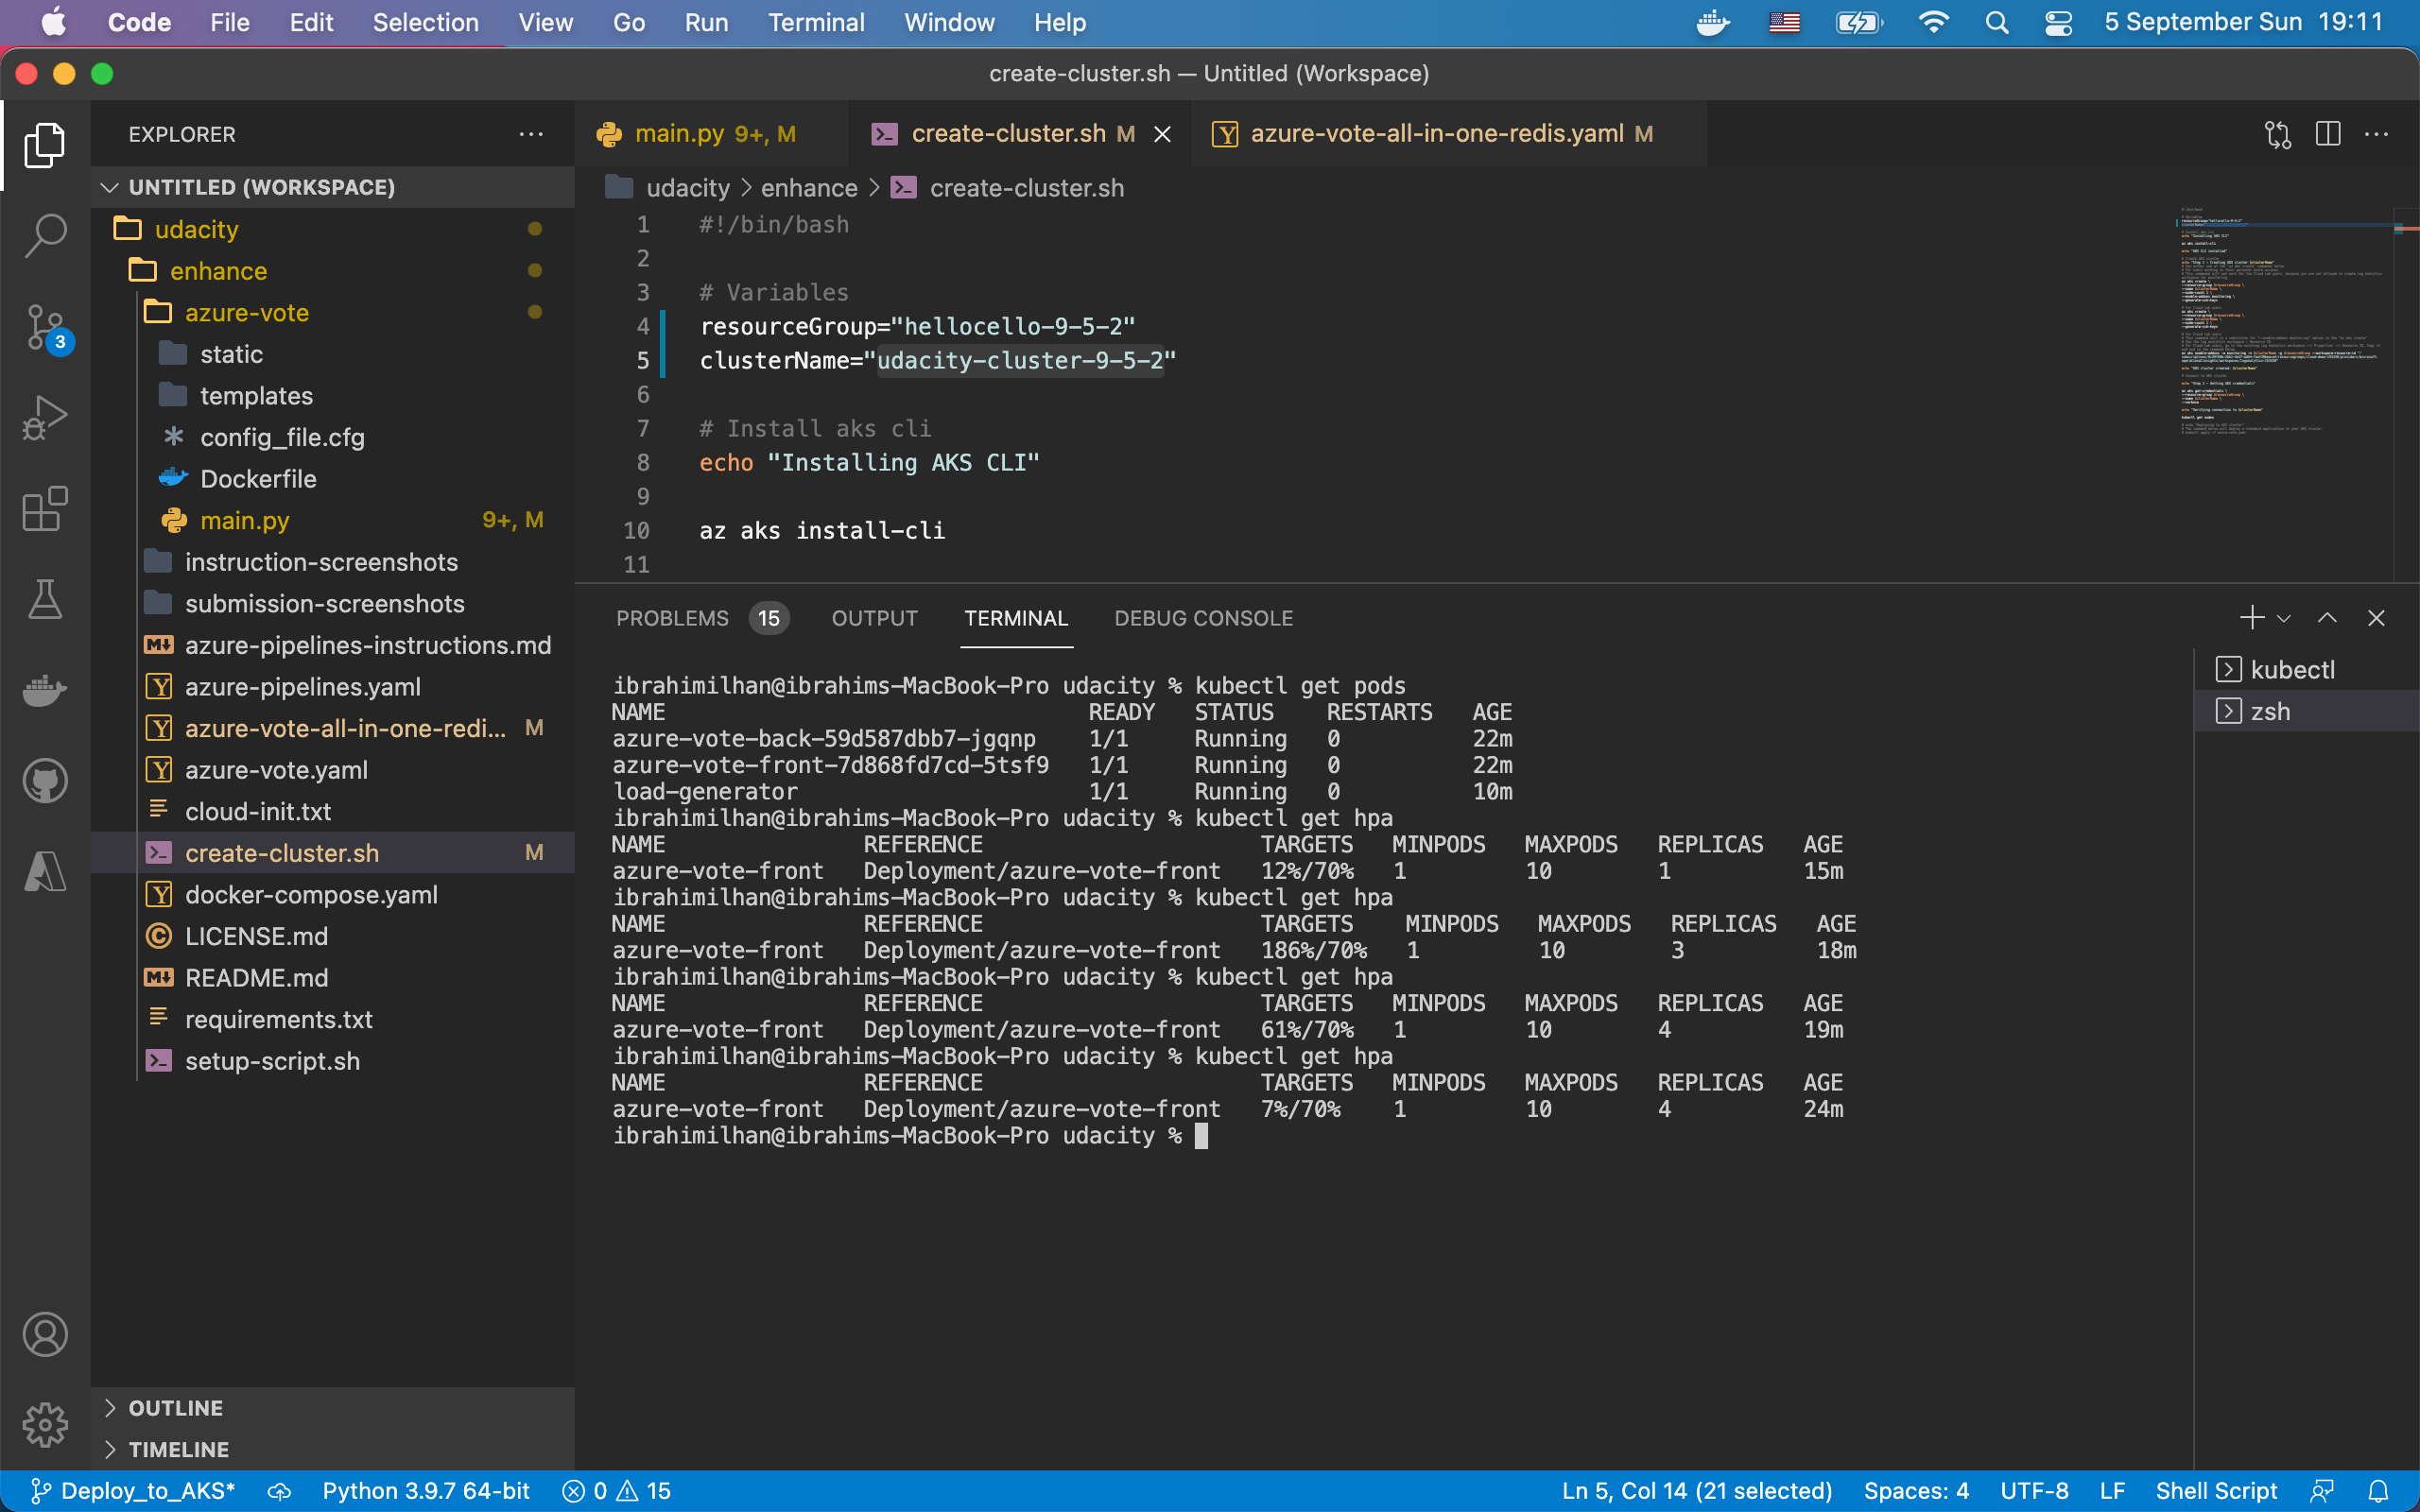 Code File Edit Selection View Go Run Terminal Window Help 5 September Sun 19:11
create-cluster.sh — Untitled (Workspace)
EXPLORER ···
UNTITLED (WORKSPACE)
udacity
enhance
azure-vote
static
templates
config_file.cfg
Dockerfile
main.py 9+, M
instruction-screenshots
submission-screenshots
azure-pipelines-instructions.md
azure-pipelines.yaml
azure-vote-all-in-one-redi... M
azure-vote.yaml
cloud-init.txt
create-cluster.sh M
docker-compose.yaml
LICENSE.md
README.md
requirements.txt
setup-script.sh
OUTLINE
TIMELINE
3
main.py 9+, M create-cluster.sh M azure-vote-all-in-one-redis.yaml M
udacity > enhance > create-cluster.sh
1 #!/bin/bash
2
3 # Variables
4 resourceGroup="hellocello-9-5-2"
5 clusterName="udacity-cluster-9-5-2"
6
7 # Install aks cli
8 echo "Installing AKS CLI"
9
10 az aks install-cli
11
PROBLEMS 15 OUTPUT TERMINAL DEBUG CONSOLE
ibrahimilhan@ibrahims-MacBook-Pro udacity % kubectl get pods
NAME READY STATUS RESTARTS AGE
azure-vote-back-59d587dbb7-jgqnp 1/1 Running 0 22m
azure-vote-front-7d868fd7cd-5tsf9 1/1 Running 0 22m
load-generator 1/1 Running 0 10m
ibrahimilhan@ibrahims-MacBook-Pro udacity % kubectl get hpa
NAME REFERENCE TARGETS MINPODS MAXPODS REPLICAS AGE
azure-vote-front Deployment/azure-vote-front 12%/70% 1 10 1 15m
ibrahimilhan@ibrahims-MacBook-Pro udacity % kubectl get hpa
NAME REFERENCE TARGETS MINPODS MAXPODS REPLICAS AGE
azure-vote-front Deployment/azure-vote-front 186%/70% 1 10 3 18m
ibrahimilhan@ibrahims-MacBook-Pro udacity % kubectl get hpa
NAME REFERENCE TARGETS MINPODS MAXPODS REPLICAS AGE
azure-vote-front Deployment/azure-vote-front 61%/70% 1 10 4 19m
ibrahimilhan@ibrahims-MacBook-Pro udacity % kubectl get hpa
NAME REFERENCE TARGETS MINPODS MAXPODS REPLICAS AGE
azure-vote-front Deployment/azure-vote-front 7%/70% 1 10 4 24m
ibrahimilhan@ibrahims-MacBook-Pro udacity %
kubectl
zsh
Deploy_to_AKS* Python 3.9.7 64-bit 0 15 Ln 5, Col 14 (21 selected) Spaces: 4 UTF-8 LF Shell Script